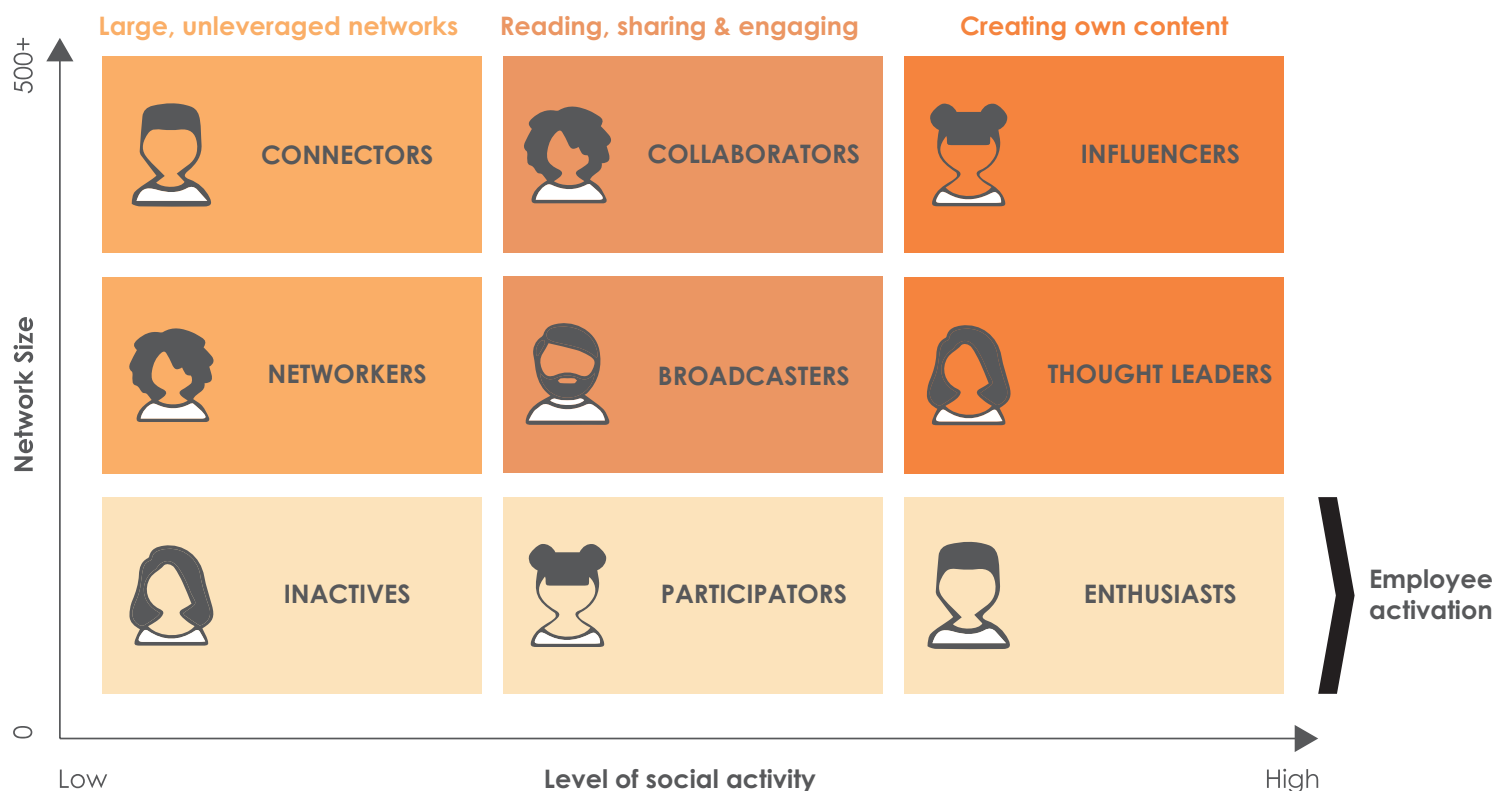 Large, unleveraged networks
Reading, sharing & engaging
Creating own content
500+
CONNECTORS
COLLABORATORS
INFLUENCERS
Network Size
NETWORKERS
BROADCASTERS
THOUGHT LEADERS
INACTIVES
PARTICIPATORS
ENTHUSIASTS
Employee
activation
0
Low
Level of social activity
High